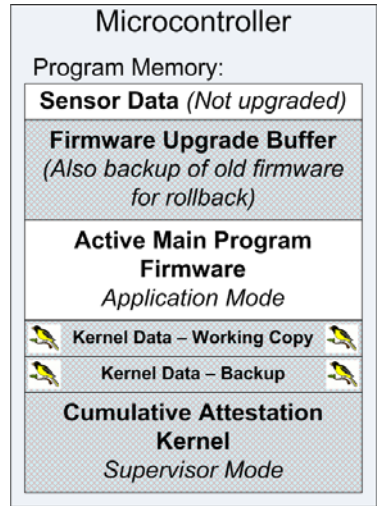 Microcontroller
Program Memory:
Sensor Data (Not upgraded)
Firmware Upgrade Buffer
(Also backup of old firmware
for rollback)
Active Main Program
Firmware
Application Mode
Kernel Data – Working Copy
Kernel Data – Backup
Cumulative Attestation
Kernel
Supervisor Mode